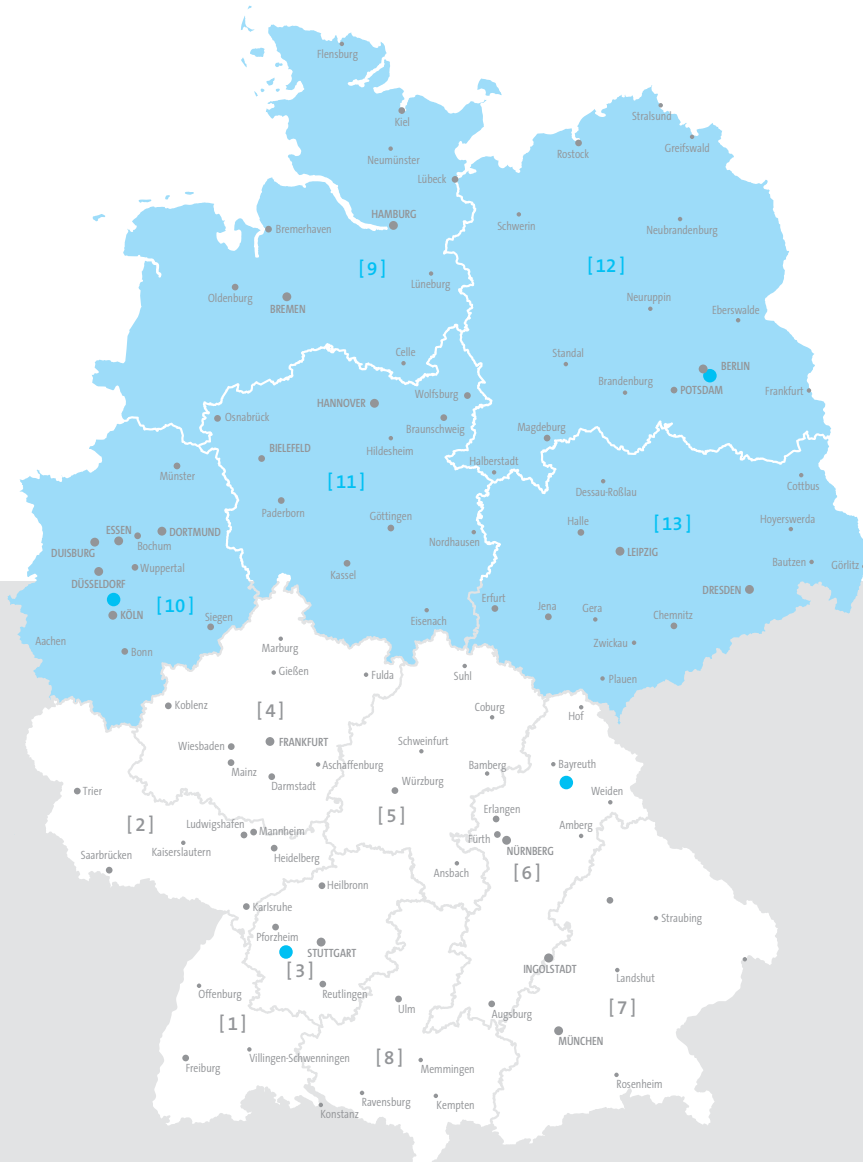 Flensburg
Stralsund
Kiel
Greifswald
Rostock
Neumünster
Lübeck
HAMBURG
Schwerin
Bremerhaven
Neubrandenburg
[9]
[12]
Lüneburg
Oldenburg
Neuruppin
BREMEN
Eberswalde
Celle
Standal
BERLIN
Brandenburg
POTSDAM
Frankfurt
HANNOVER
Wolfsburg
Osnabrück
Braunschweig
Magdeburg
BIELEFELD
Hildesheim
Halberstadt
Münster
[11]
Dessau-Roßlau
Cottbus
Paderborn
Göttingen
Halle
[13]
Hoyerswerda
ESSEN
DORTMUND
Bochum
Nordhausen
DUISBURG
LEIPZIG
Bautzen
Görlitz
Wuppertal
Kassel
DÜSSELDORF
DRESDEN
[10]
Erfurt
KÖLN
Siegen
Eisenach
Jena
Gera
Chemnitz
Aachen
Bonn
Marburg
Zwickau
Gießen
Fulda
Suhl
Plauen
Koblenz
[4]
Coburg
Hof
Wiesbaden
FRANKFURT
Schweinfurt
Mainz
Aschaffenburg
Bamberg
Bayreuth
Trier
Darmstadt
Würzburg
Weiden
[5]
Erlangen
[2]
Ludwigshafen
Mannheim
Amberg
Fürth
Saarbrücken
Kaiserslautern
Heidelberg
NÜRNBERG
Ansbach
[6]
Heilbronn
Karlsruhe
Straubing
Pforzheim
STUTTGART
[3]
INGOLSTADT
Landshut
Offenburg
Reutlingen
Ulm
[7]
Augsburg
[1]
MÜNCHEN
Villingen-Schwenningen
[8]
Freiburg
Memmingen
Rosenheim
Ravensburg
Kempten
Konstanz